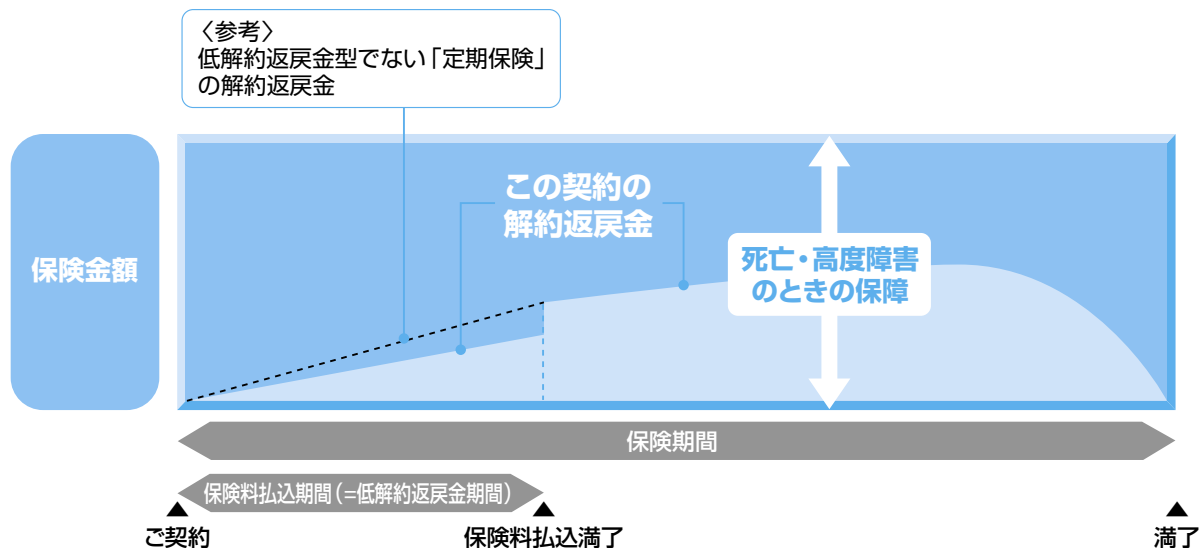 〈参考〉
低解約返戻金型でない「定期保険」
の解約返戻金
保険金額
この契約の
解約返戻金
死亡・高度障害
のときの保障
保険期間
保険料払込期間(=低解約返戻金期間)
ご契約
保険料払込満了
満了